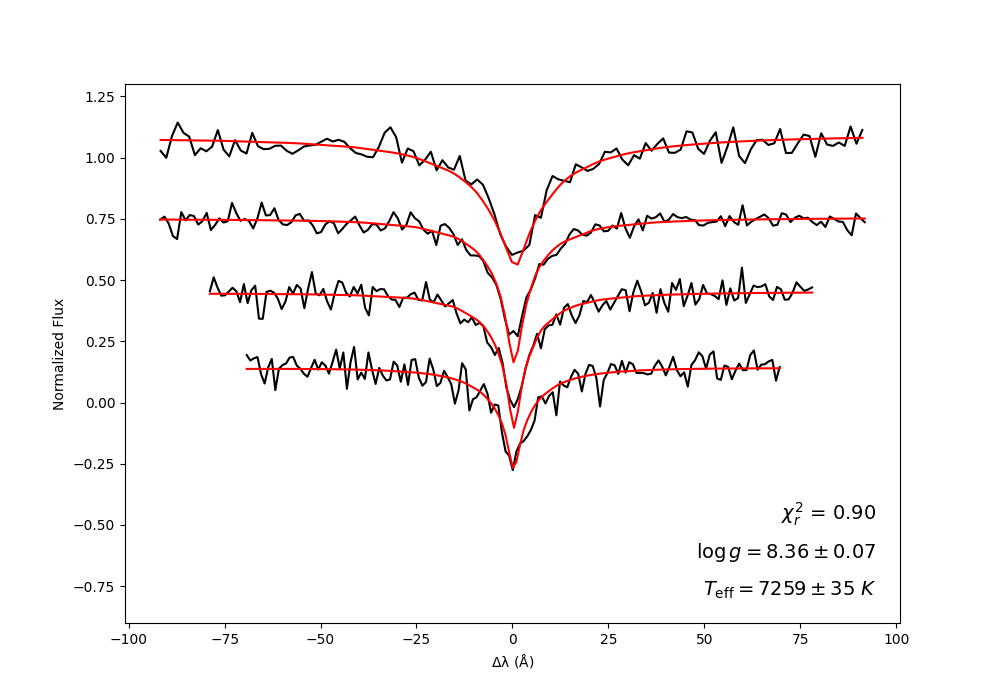 1.25
1.00
0.75
0.50
0.25
0.00
−0.25
−0.50
−0.75
Normalized Flux
χ²ᵣ = 0.90
log g = 8.36 ± 0.07
T_eff = 7259 ± 35 K
−100 −75 −50 −25 0 25 50 75 100
Δλ (Å)